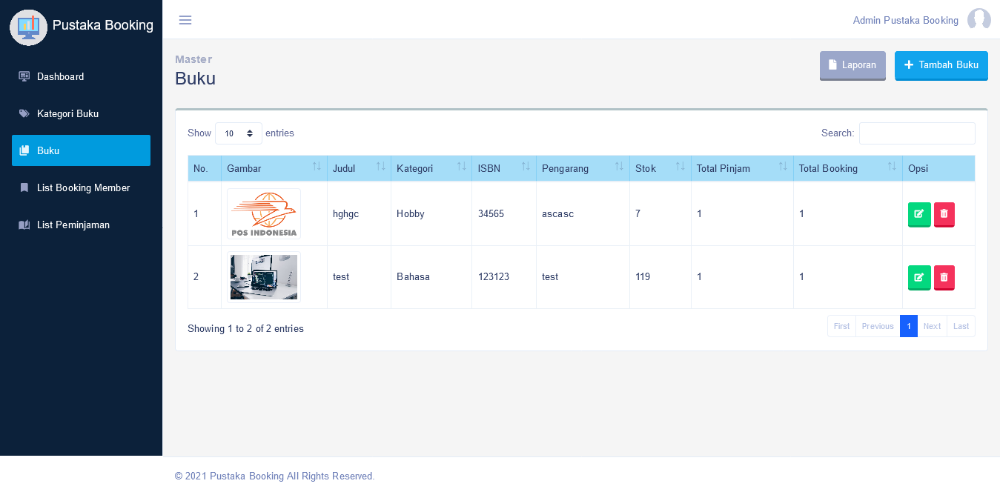 Pustaka Booking
Admin Pustaka Booking
Dashboard
Kategori Buku
Buku
List Booking Member
List Peminjaman
Master
Buku
Laporan
Tambah Buku
Show 10 entries
Search:
No. Gambar Judul Kategori ISBN Pengarang Stok Total Pinjam Total Booking Opsi
1 POS INDONESIA hghgc Hobby 34565 ascasc 7 1 1
2 test Bahasa 123123 test 119 1 1
Showing 1 to 2 of 2 entries
First Previous 1 Next Last
© 2021 Pustaka Booking All Rights Reserved.